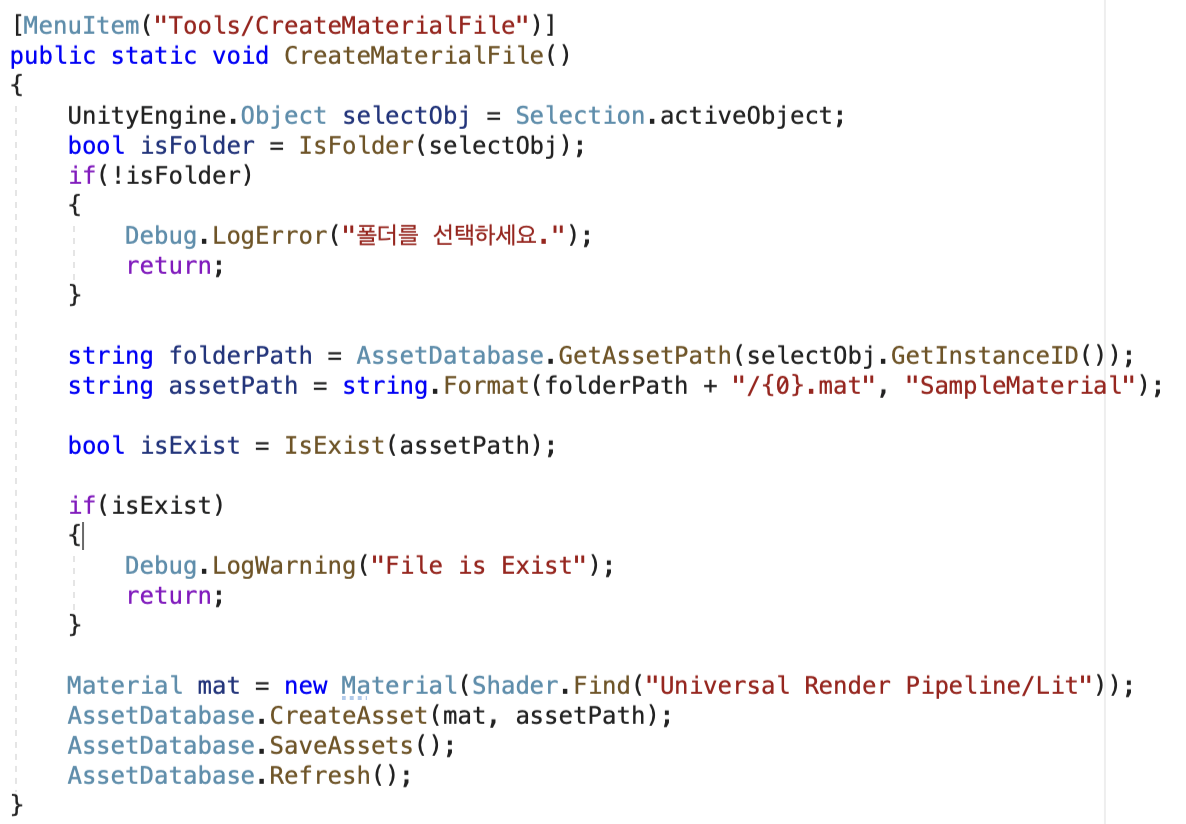 [MenuItem("Tools/CreateMaterialFile")]
public static void CreateMaterialFile()
{
    UnityEngine.Object selectObj = Selection.activeObject;
    bool isFolder = IsFolder(selectObj);
    if(!isFolder)
    {
        Debug.LogError("폴더를 선택하세요.");
        return;
    }

    string folderPath = AssetDatabase.GetAssetPath(selectObj.GetInstanceID());
    string assetPath = string.Format(folderPath + "/{0}.mat", "SampleMaterial");

    bool isExist = IsExist(assetPath);

    if(isExist)
    {
        Debug.LogWarning("File is Exist");
        return;
    }

    Material mat = new Material(Shader.Find("Universal Render Pipeline/Lit"));
    AssetDatabase.CreateAsset(mat, assetPath);
    AssetDatabase.SaveAssets();
    AssetDatabase.Refresh();
}